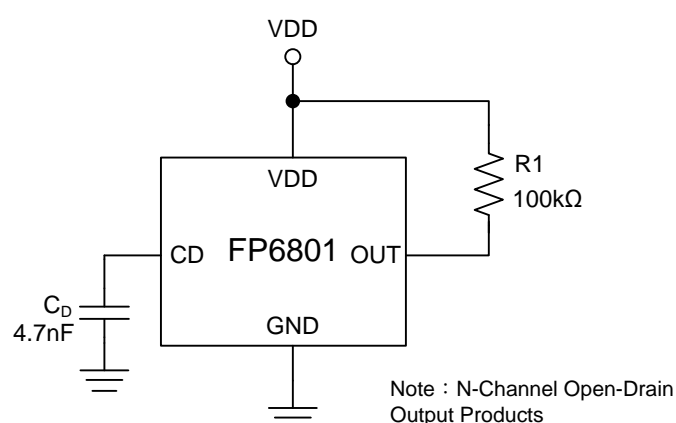 VDD
R1
100kΩ
VDD
CD
FP6801
OUT
GND
C_D
4.7nF
Note：N-Channel Open-Drain
Output Products